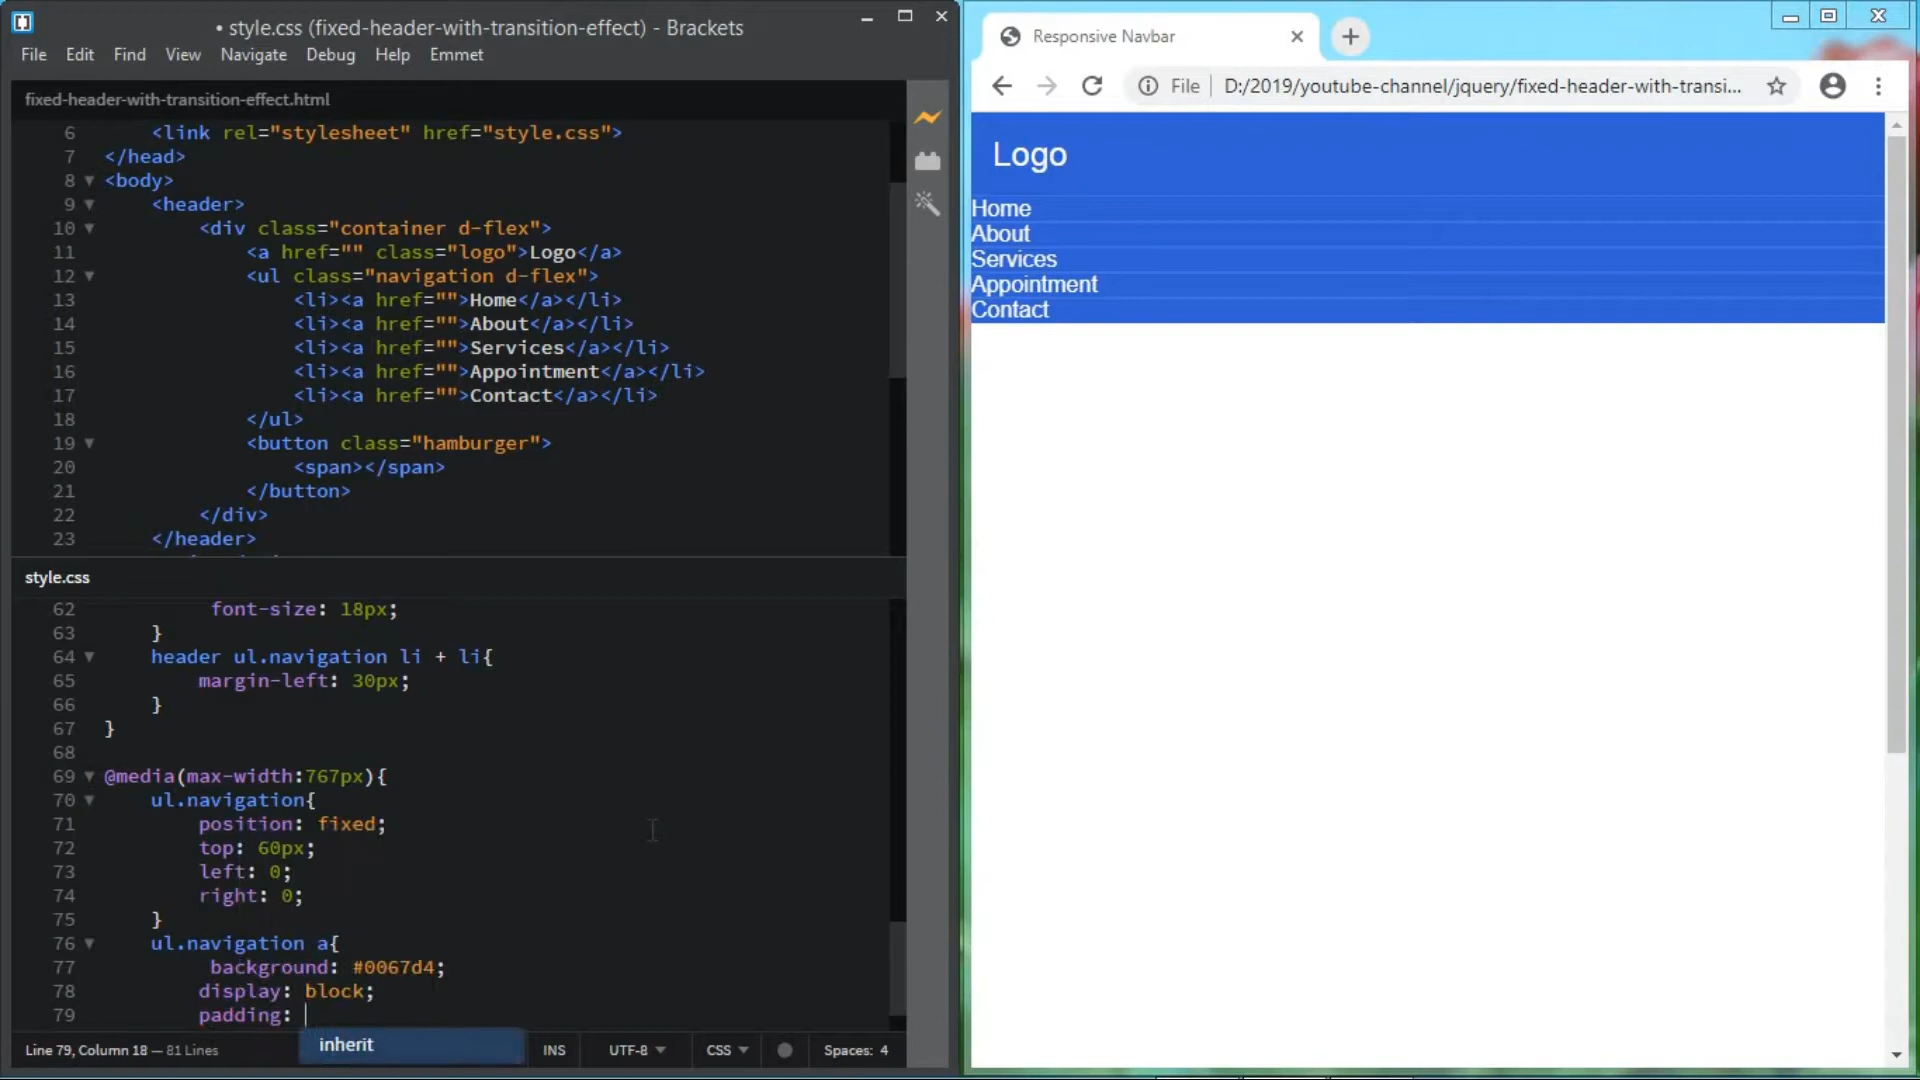 • style.css (fixed-header-with-transition-effect) - Brackets
File Edit Find View Navigate Debug Help Emmet
fixed-header-with-transition-effect.html
6 <link rel="stylesheet" href="style.css">
7 </head>
8 <body>
9 <header>
10 <div class="container d-flex">
11 <a href="" class="logo">Logo</a>
12 <ul class="navigation d-flex">
13 <li><a href="">Home</a></li>
14 <li><a href="">About</a></li>
15 <li><a href="">Services</a></li>
16 <li><a href="">Appointment</a></li>
17 <li><a href="">Contact</a></li>
18 </ul>
19 <button class="hamburger">
20 <span></span>
21 </button>
22 </div>
23 </header>
style.css
62 font-size: 18px;
63 }
64 header ul.navigation li + li{
65 margin-left: 30px;
66 }
67 }
68
69 @media(max-width:767px){
70 ul.navigation{
71 position: fixed;
72 top: 60px;
73 left: 0;
74 right: 0;
75 }
76 ul.navigation a{
77 background: #0067d4;
78 display: block;
79 padding:
inherit
Line 79, Column 18 — 81 Lines INS UTF-8 CSS Spaces: 4
Responsive Navbar
File D:/2019/youtube-channel/jquery/fixed-header-with-transi...
Logo
Home
About
Services
Appointment
Contact